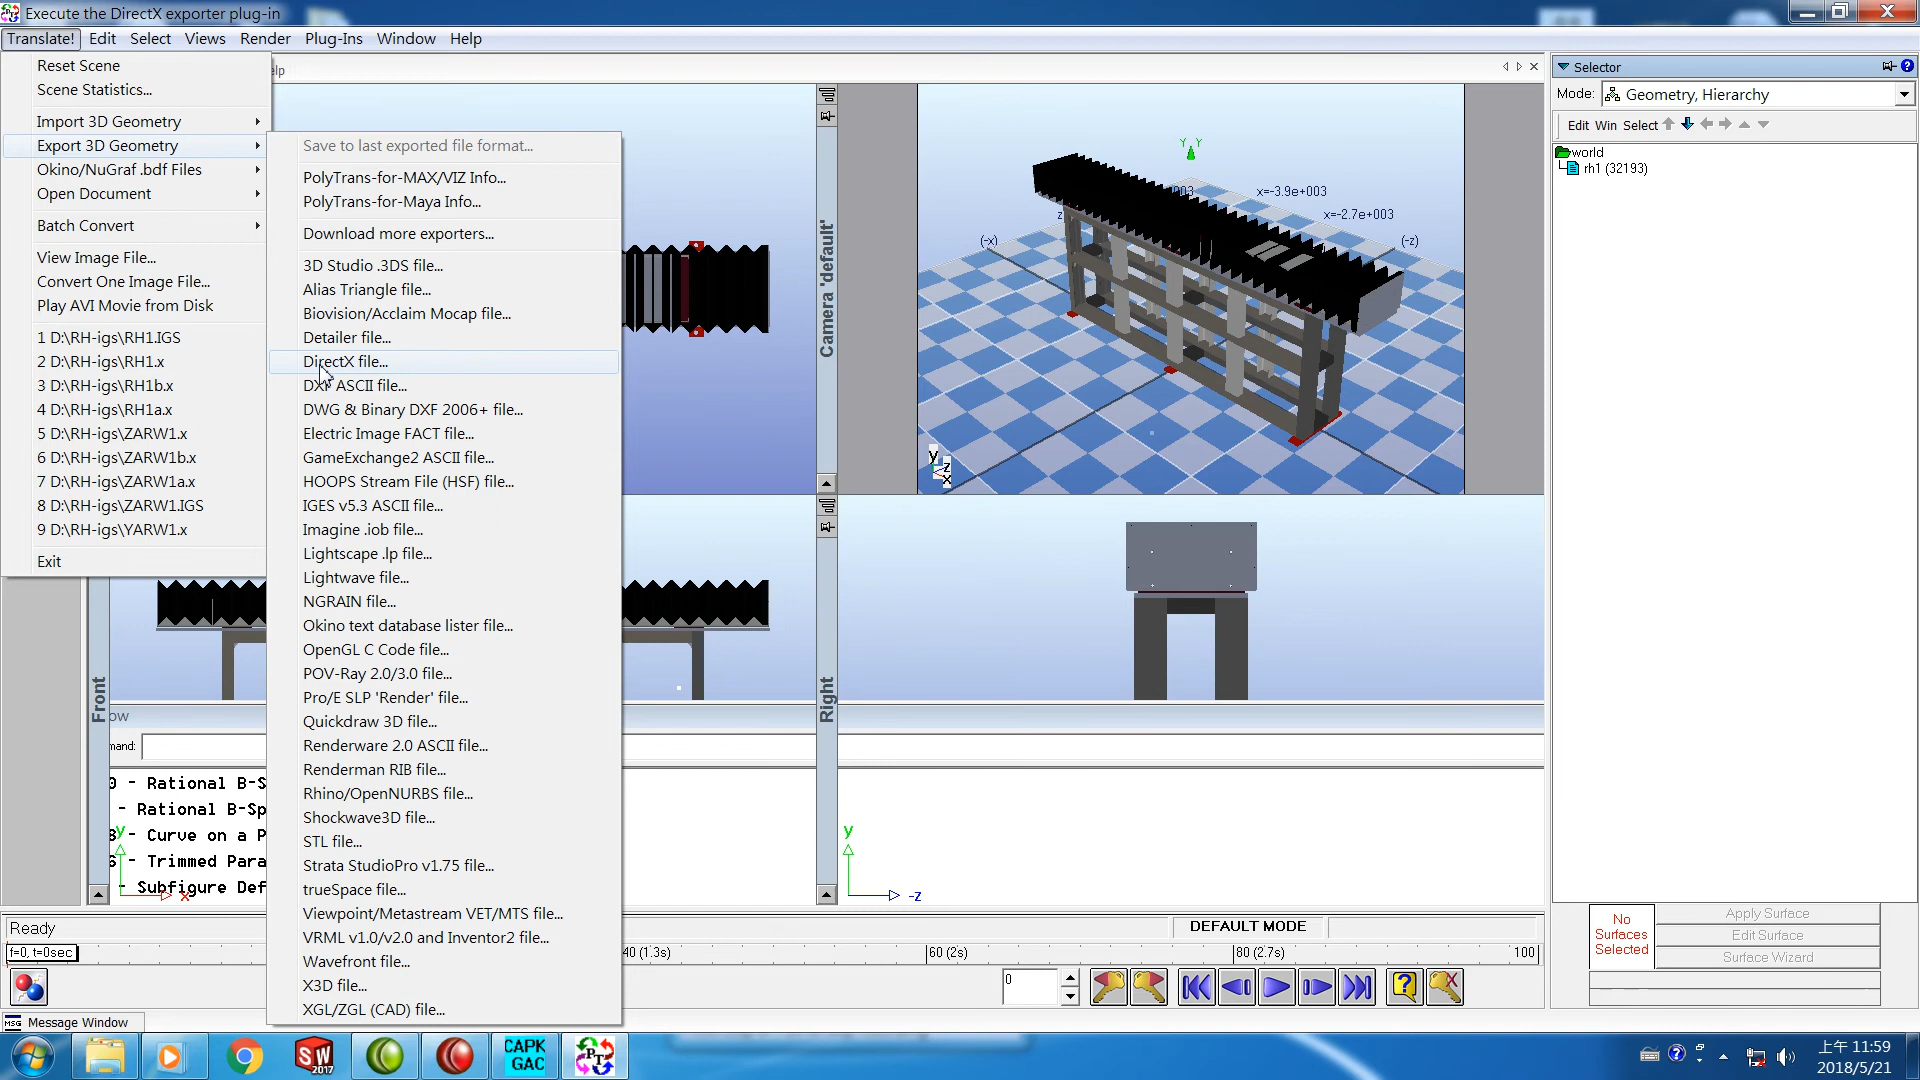 Execute the DirectX exporter plug-in
Translate! Edit Select Views Render Plug-Ins Window Help
Reset Scene
Scene Statistics...
Import 3D Geometry
Export 3D Geometry
Okino/NuGraf .bdf Files
Open Document
Batch Convert
View Image File...
Convert One Image File...
Play AVI Movie from Disk
1 D:\RH-igs\RH1.IGS
2 D:\RH-igs\RH1.x
3 D:\RH-igs\RH1b.x
4 D:\RH-igs\RH1a.x
5 D:\RH-igs\ZARW1.x
6 D:\RH-igs\ZARW1b.x
7 D:\RH-igs\ZARW1a.x
8 D:\RH-igs\ZARW1.IGS
9 D:\RH-igs\YARW1.x
Exit
Save to last exported file format...
PolyTrans-for-MAX/VIZ Info...
PolyTrans-for-Maya Info...
Download more exporters...
3D Studio .3DS file...
Alias Triangle file...
Biovision/Acclaim Mocap file...
Detailer file...
DirectX file...
DXF ASCII file...
DWG & Binary DXF 2006+ file...
Electric Image FACT file...
GameExchange2 ASCII file...
HOOPS Stream File (HSF) file...
IGES v5.3 ASCII file...
Imagine .iob file...
Lightscape .lp file...
Lightwave file...
NGRAIN file...
Okino text database lister file...
OpenGL C Code file...
POV-Ray 2.0/3.0 file...
Pro/E SLP 'Render' file...
Quickdraw 3D file...
Renderware 2.0 ASCII file...
Renderman RIB file...
Rhino/OpenNURBS file...
Shockwave3D file...
STL file...
Strata StudioPro v1.75 file...
trueSpace file...
Viewpoint/Metastream VET/MTS file...
VRML v1.0/v2.0 and Inventor2 file...
Wavefront file...
X3D file...
XGL/ZGL (CAD) file...
elp
Camera 'default'
Y Y
003
x=-3.9e+003
x=-2.7e+003
z
(-x)
(-z)
y
z
x
Front
Right
ow
mand:
0 - Rational B-S
- Rational B-Sp
8 - Curve on a P
6 - Trimmed Para
- Subfigure Def
y
x
y
-z
Selector
Mode: Geometry, Hierarchy
Edit Win Select
world
rh1 (32193)
No Surfaces Selected
Apply Surface
Edit Surface
Surface Wizard
Ready
DEFAULT MODE
f=0, t=0sec
40 (1.3s)
60 (2s)
80 (2.7s)
100
0
MSG Message Window
SW 2017
CAPK GAC
PT
上午 11:59
2018/5/21